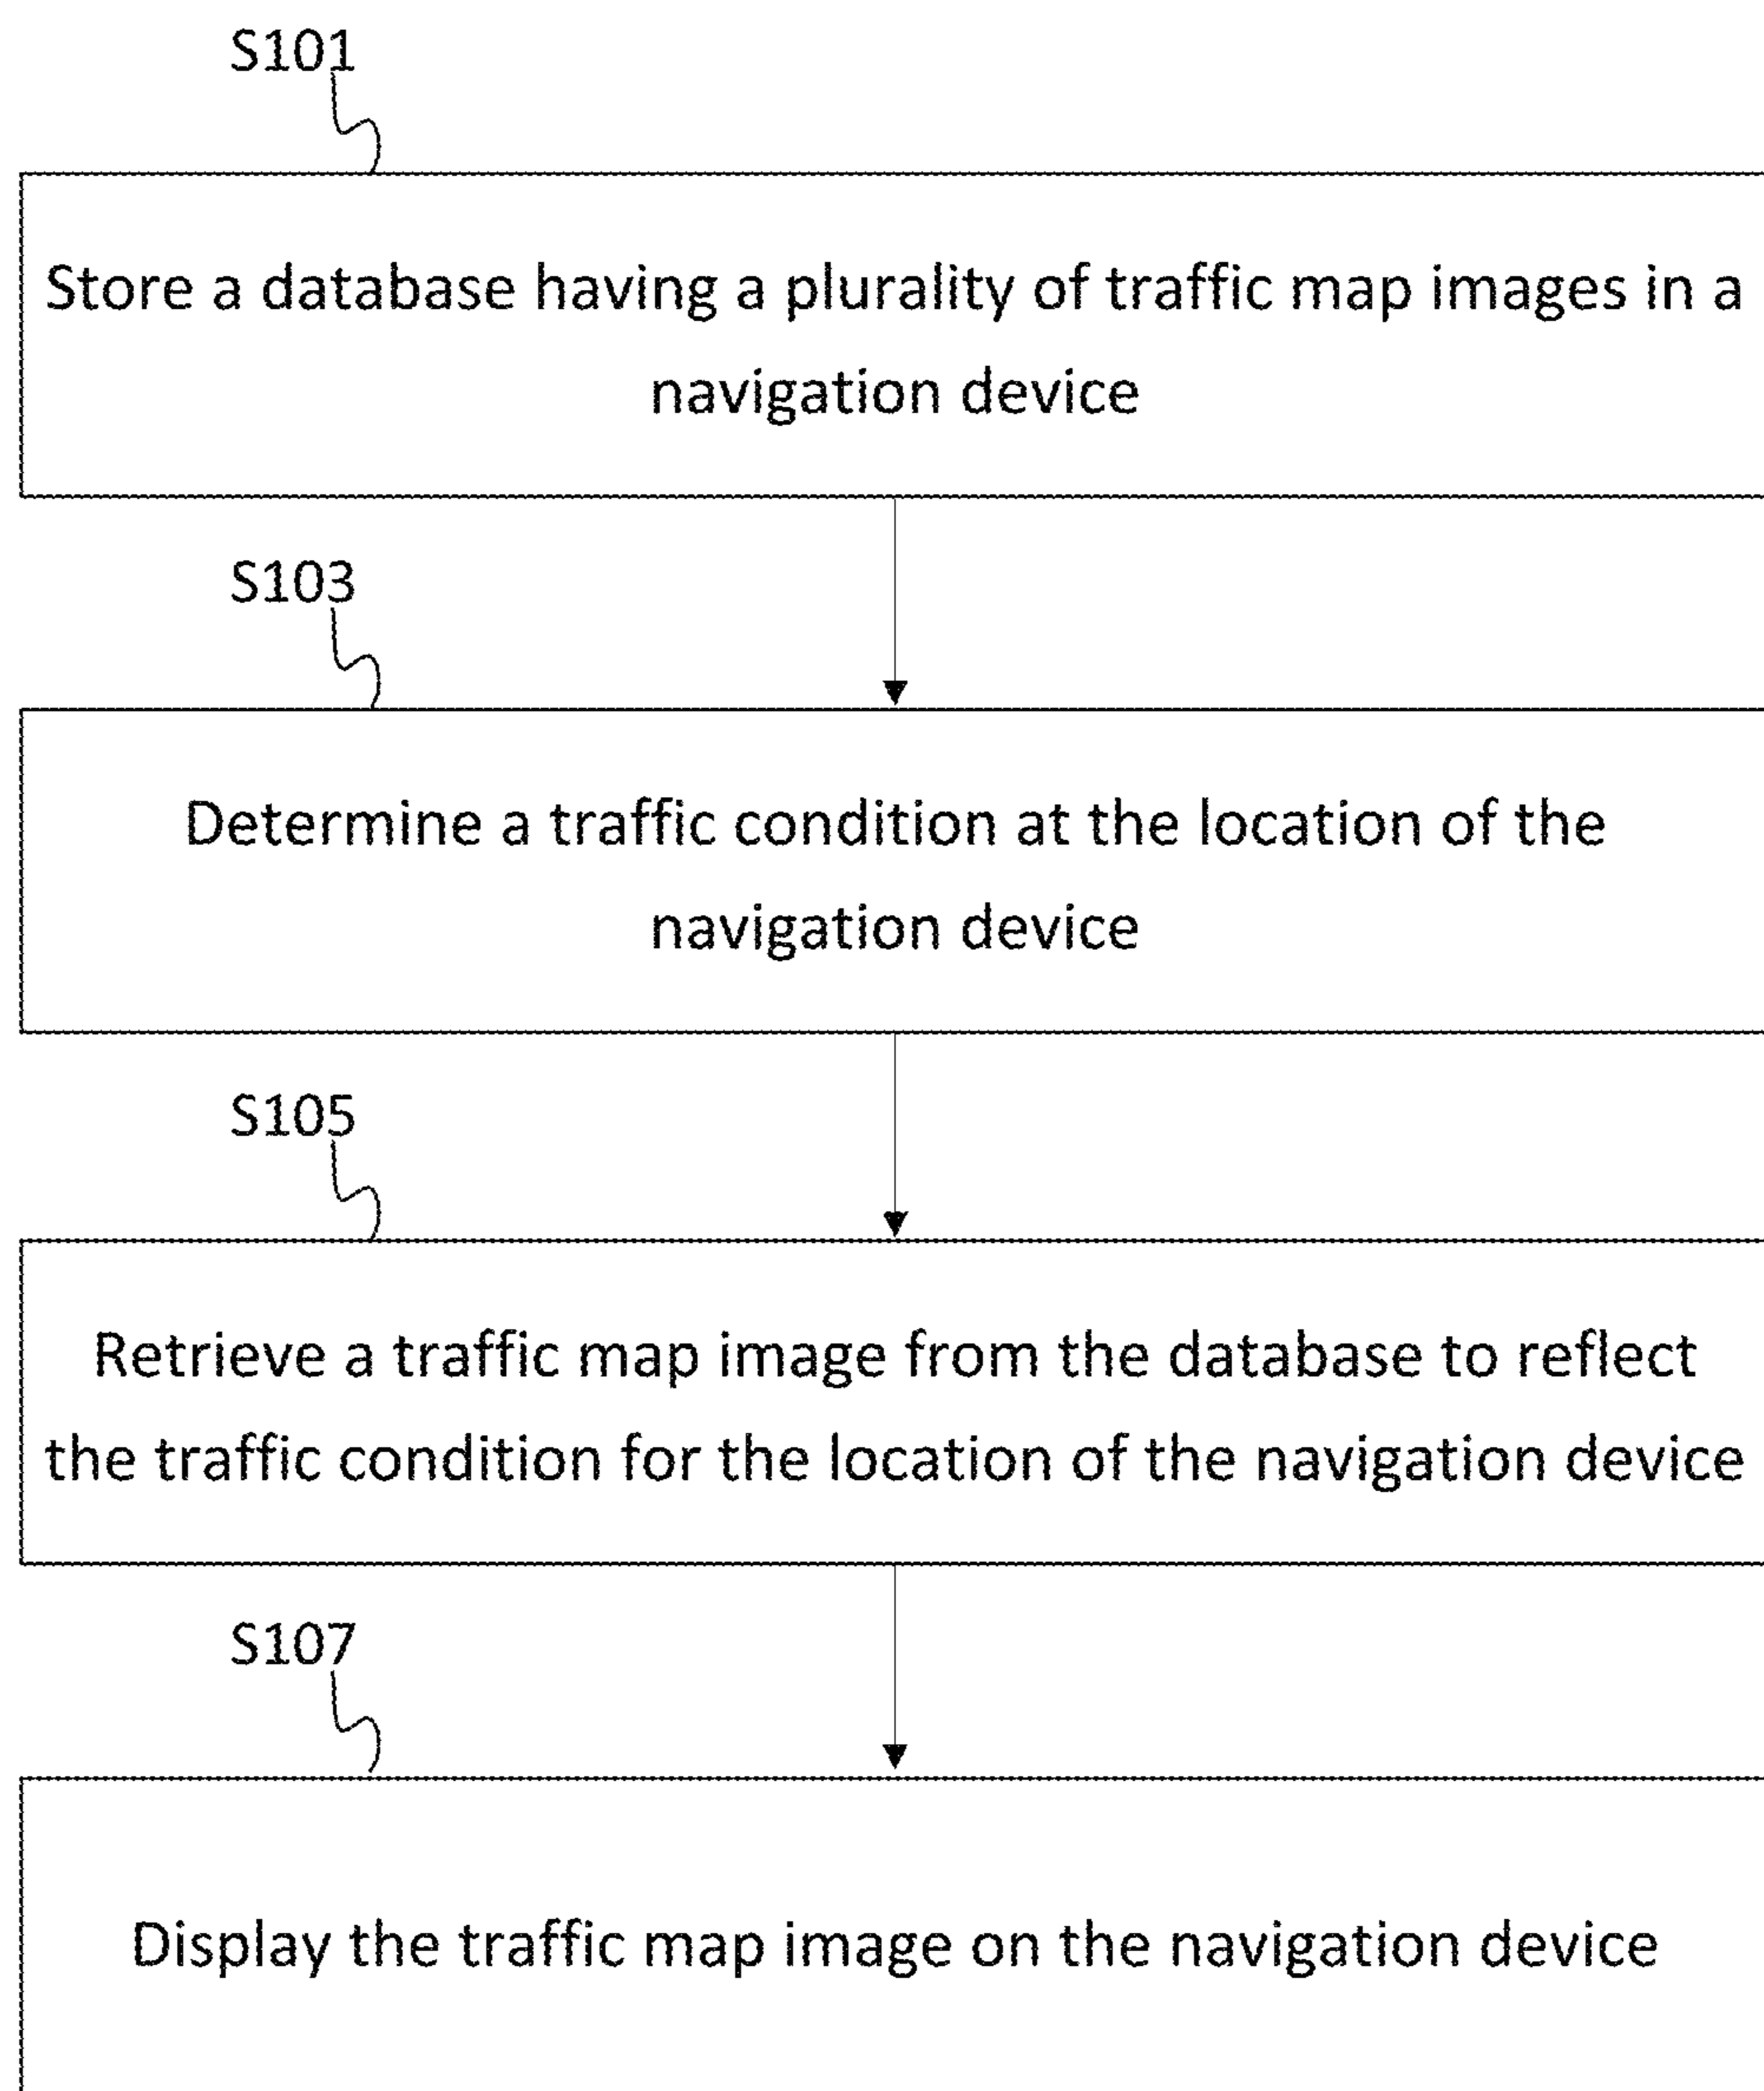 S101
Store a database having a plurality of traffic map images in a
navigation device
S103
Determine a traffic condition at the location of the
navigation device
S105
Retrieve a traffic map image from the database to reflect
the traffic condition for the location of the navigation device
S107
Display the traffic map image on the navigation device